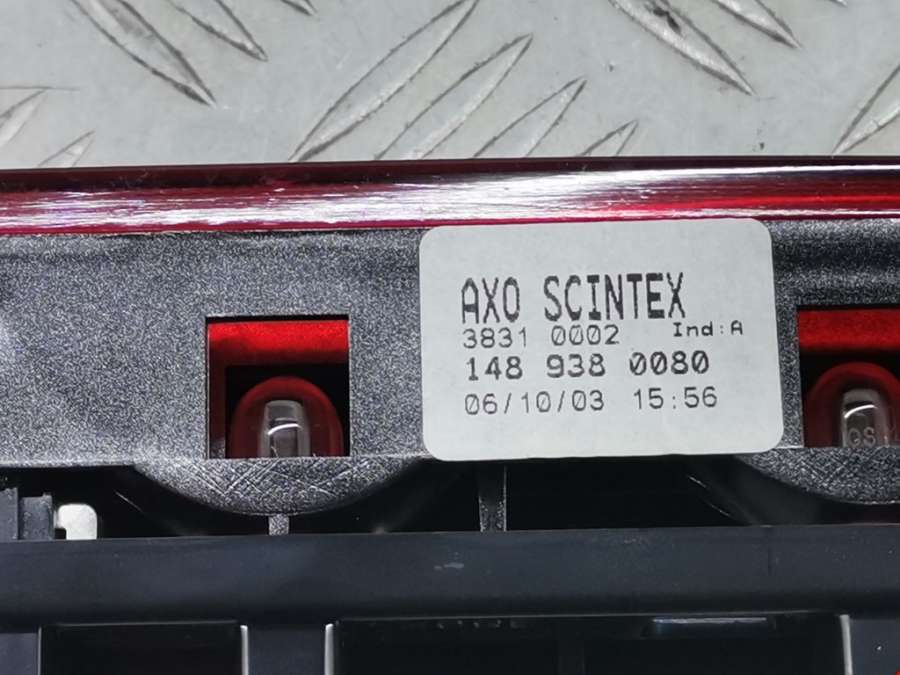 AXO SCINTEX
3831 0002 Ind:A
148 938 0080
06/10/03 15:56